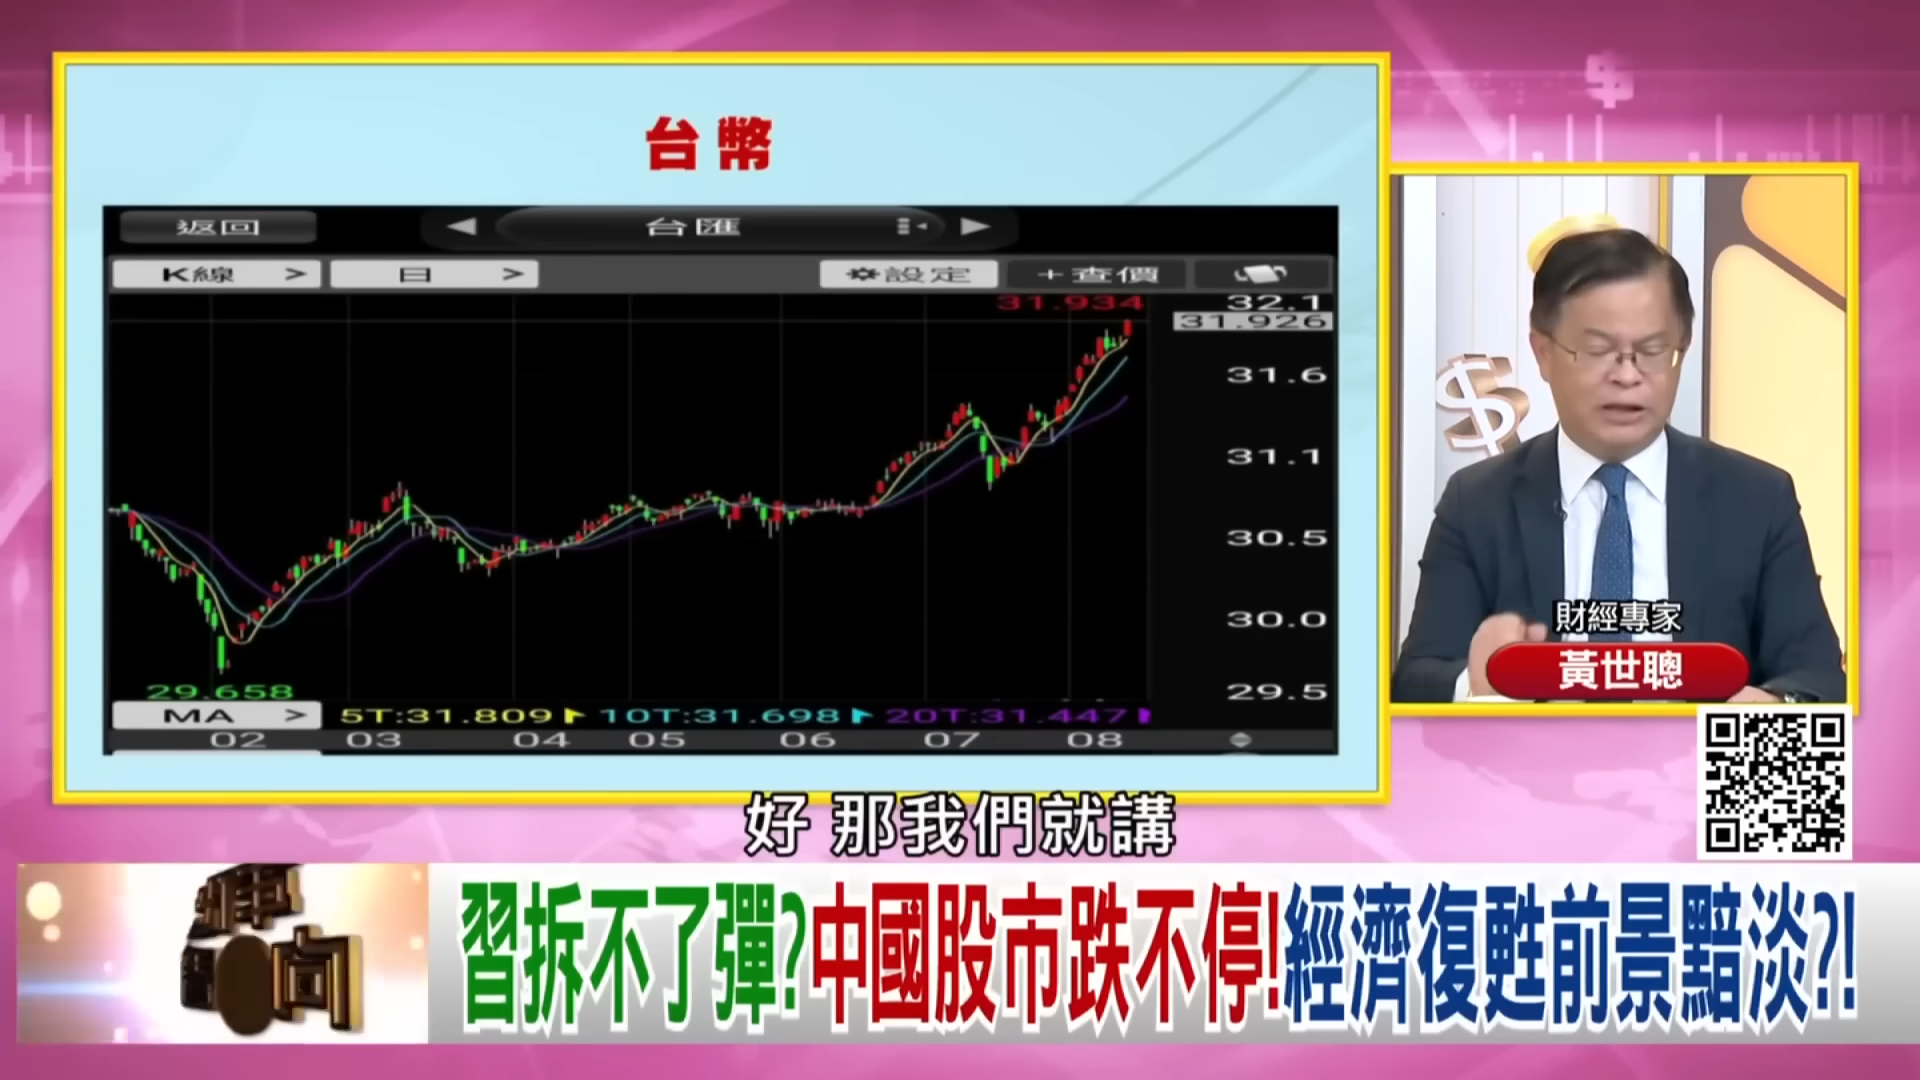 台幣
返回
台匯
K線 >
日 >
設定
+查價
31.934
32.1
31.926
31.6
31.1
30.5
30.0
29.5
29.658
MA >
5T:31.809
10T:31.698
20T:31.447
02 03 04 05 06 07 08
財經專家
黃世聰
好 那我們就講
習拆不了彈?中國股市跌不停!經濟復甦前景黯淡?!